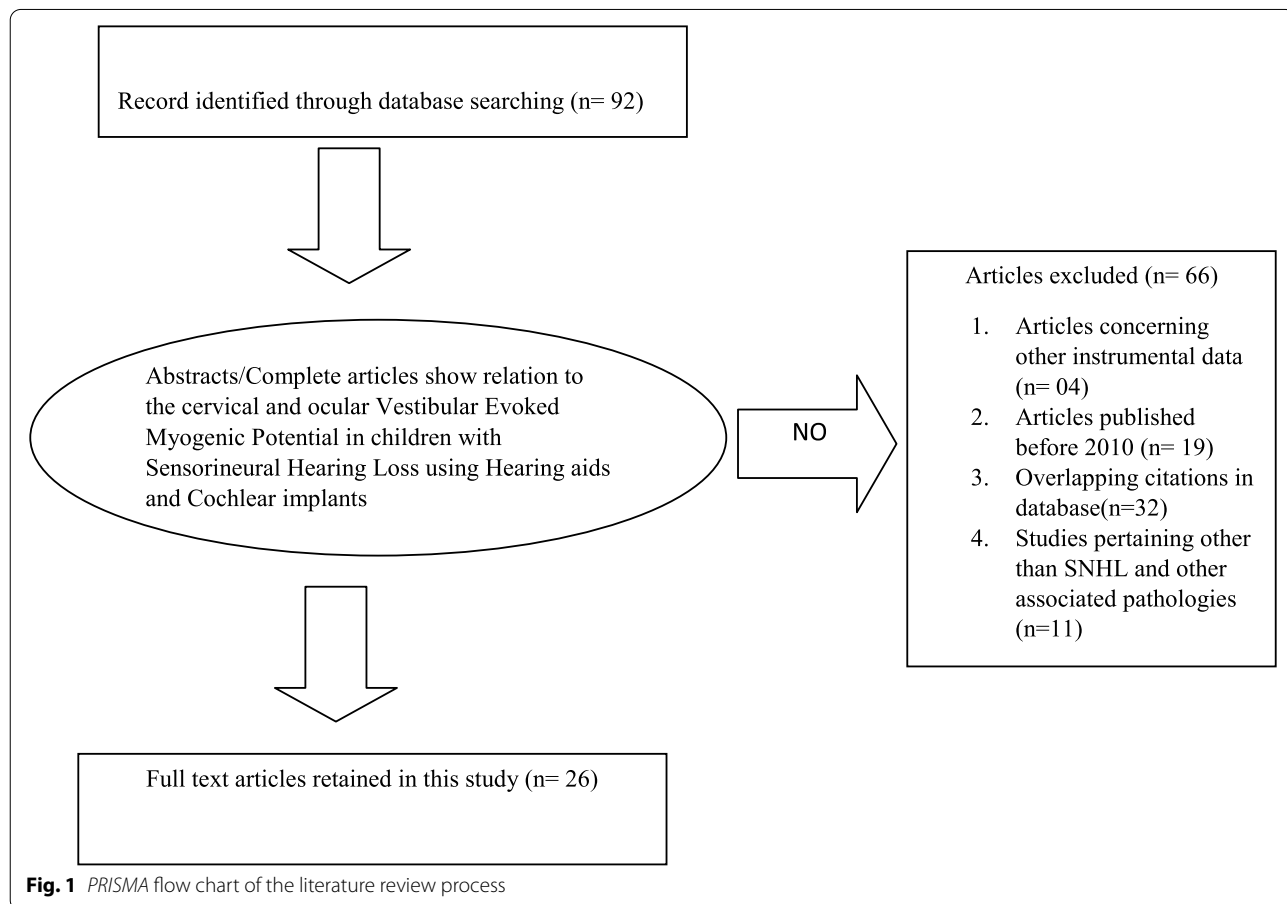 Record identified through database searching (n= 92)
Abstracts/Complete articles show relation to
the cervical and ocular Vestibular Evoked
Myogenic Potential in children with
Sensorineural Hearing Loss using Hearing aids
and Cochlear implants
NO
Articles excluded (n= 66)
1. Articles concerning
other instrumental data
(n= 04)
2. Articles published
before 2010 (n= 19)
3. Overlapping citations in
database(n=32)
4. Studies pertaining other
than SNHL and other
associated pathologies
(n=11)
Full text articles retained in this study (n= 26)
Fig. 1 PRISMA flow chart of the literature review process